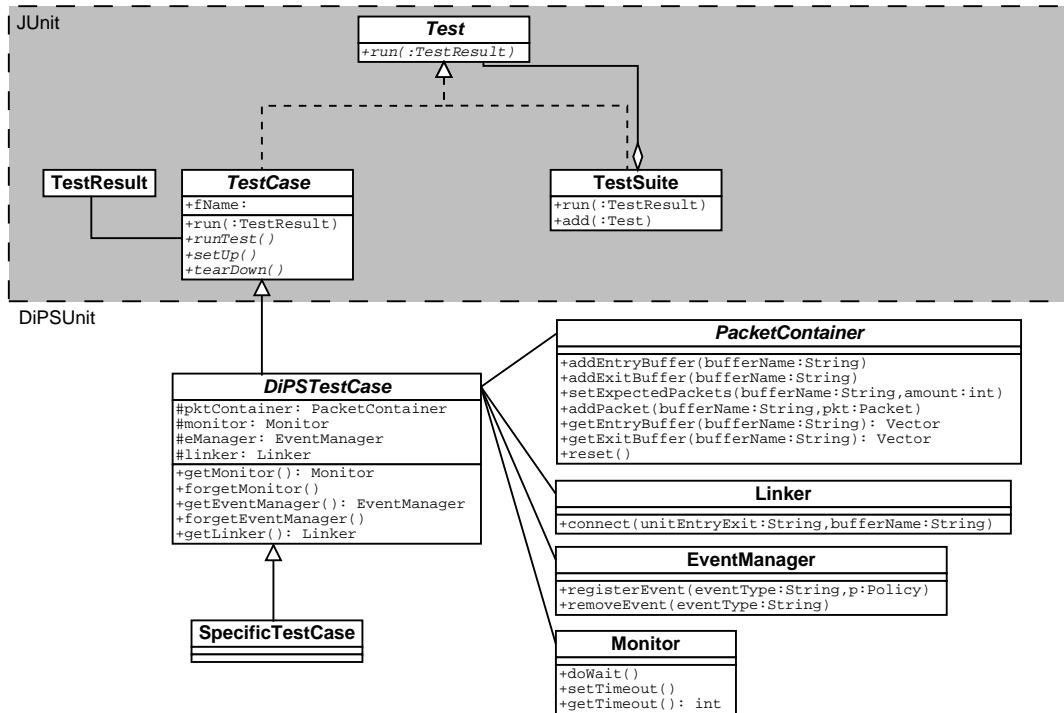 JUnit
Test
+run(:TestResult)
TestResult
TestCase
+fName:
+run(:TestResult)
+runTest()
+setUp()
+tearDown()
TestSuite
+run(:TestResult)
+add(:Test)
DiPSUnit
DiPSTestCase
#pktContainer: PacketContainer
#monitor: Monitor
#eManager: EventManager
#linker: Linker
+getMonitor(): Monitor
+forgetMonitor()
+getEventManager(): EventManager
+forgetEventManager()
+getLinker(): Linker
SpecificTestCase
PacketContainer
+addEntryBuffer(bufferName:String)
+addExitBuffer(bufferName:String)
+setExpectedPackets(bufferName:String,amount:int)
+addPacket(bufferName:String,pkt:Packet)
+getEntryBuffer(bufferName:String): Vector
+getExitBuffer(bufferName:String): Vector
+reset()
Linker
+connect(unitEntryExit:String,bufferName:String)
EventManager
+registerEvent(eventType:String,p:Policy)
+removeEvent(eventType:String)
Monitor
+doWait()
+setTimeout()
+getTimeout(): int